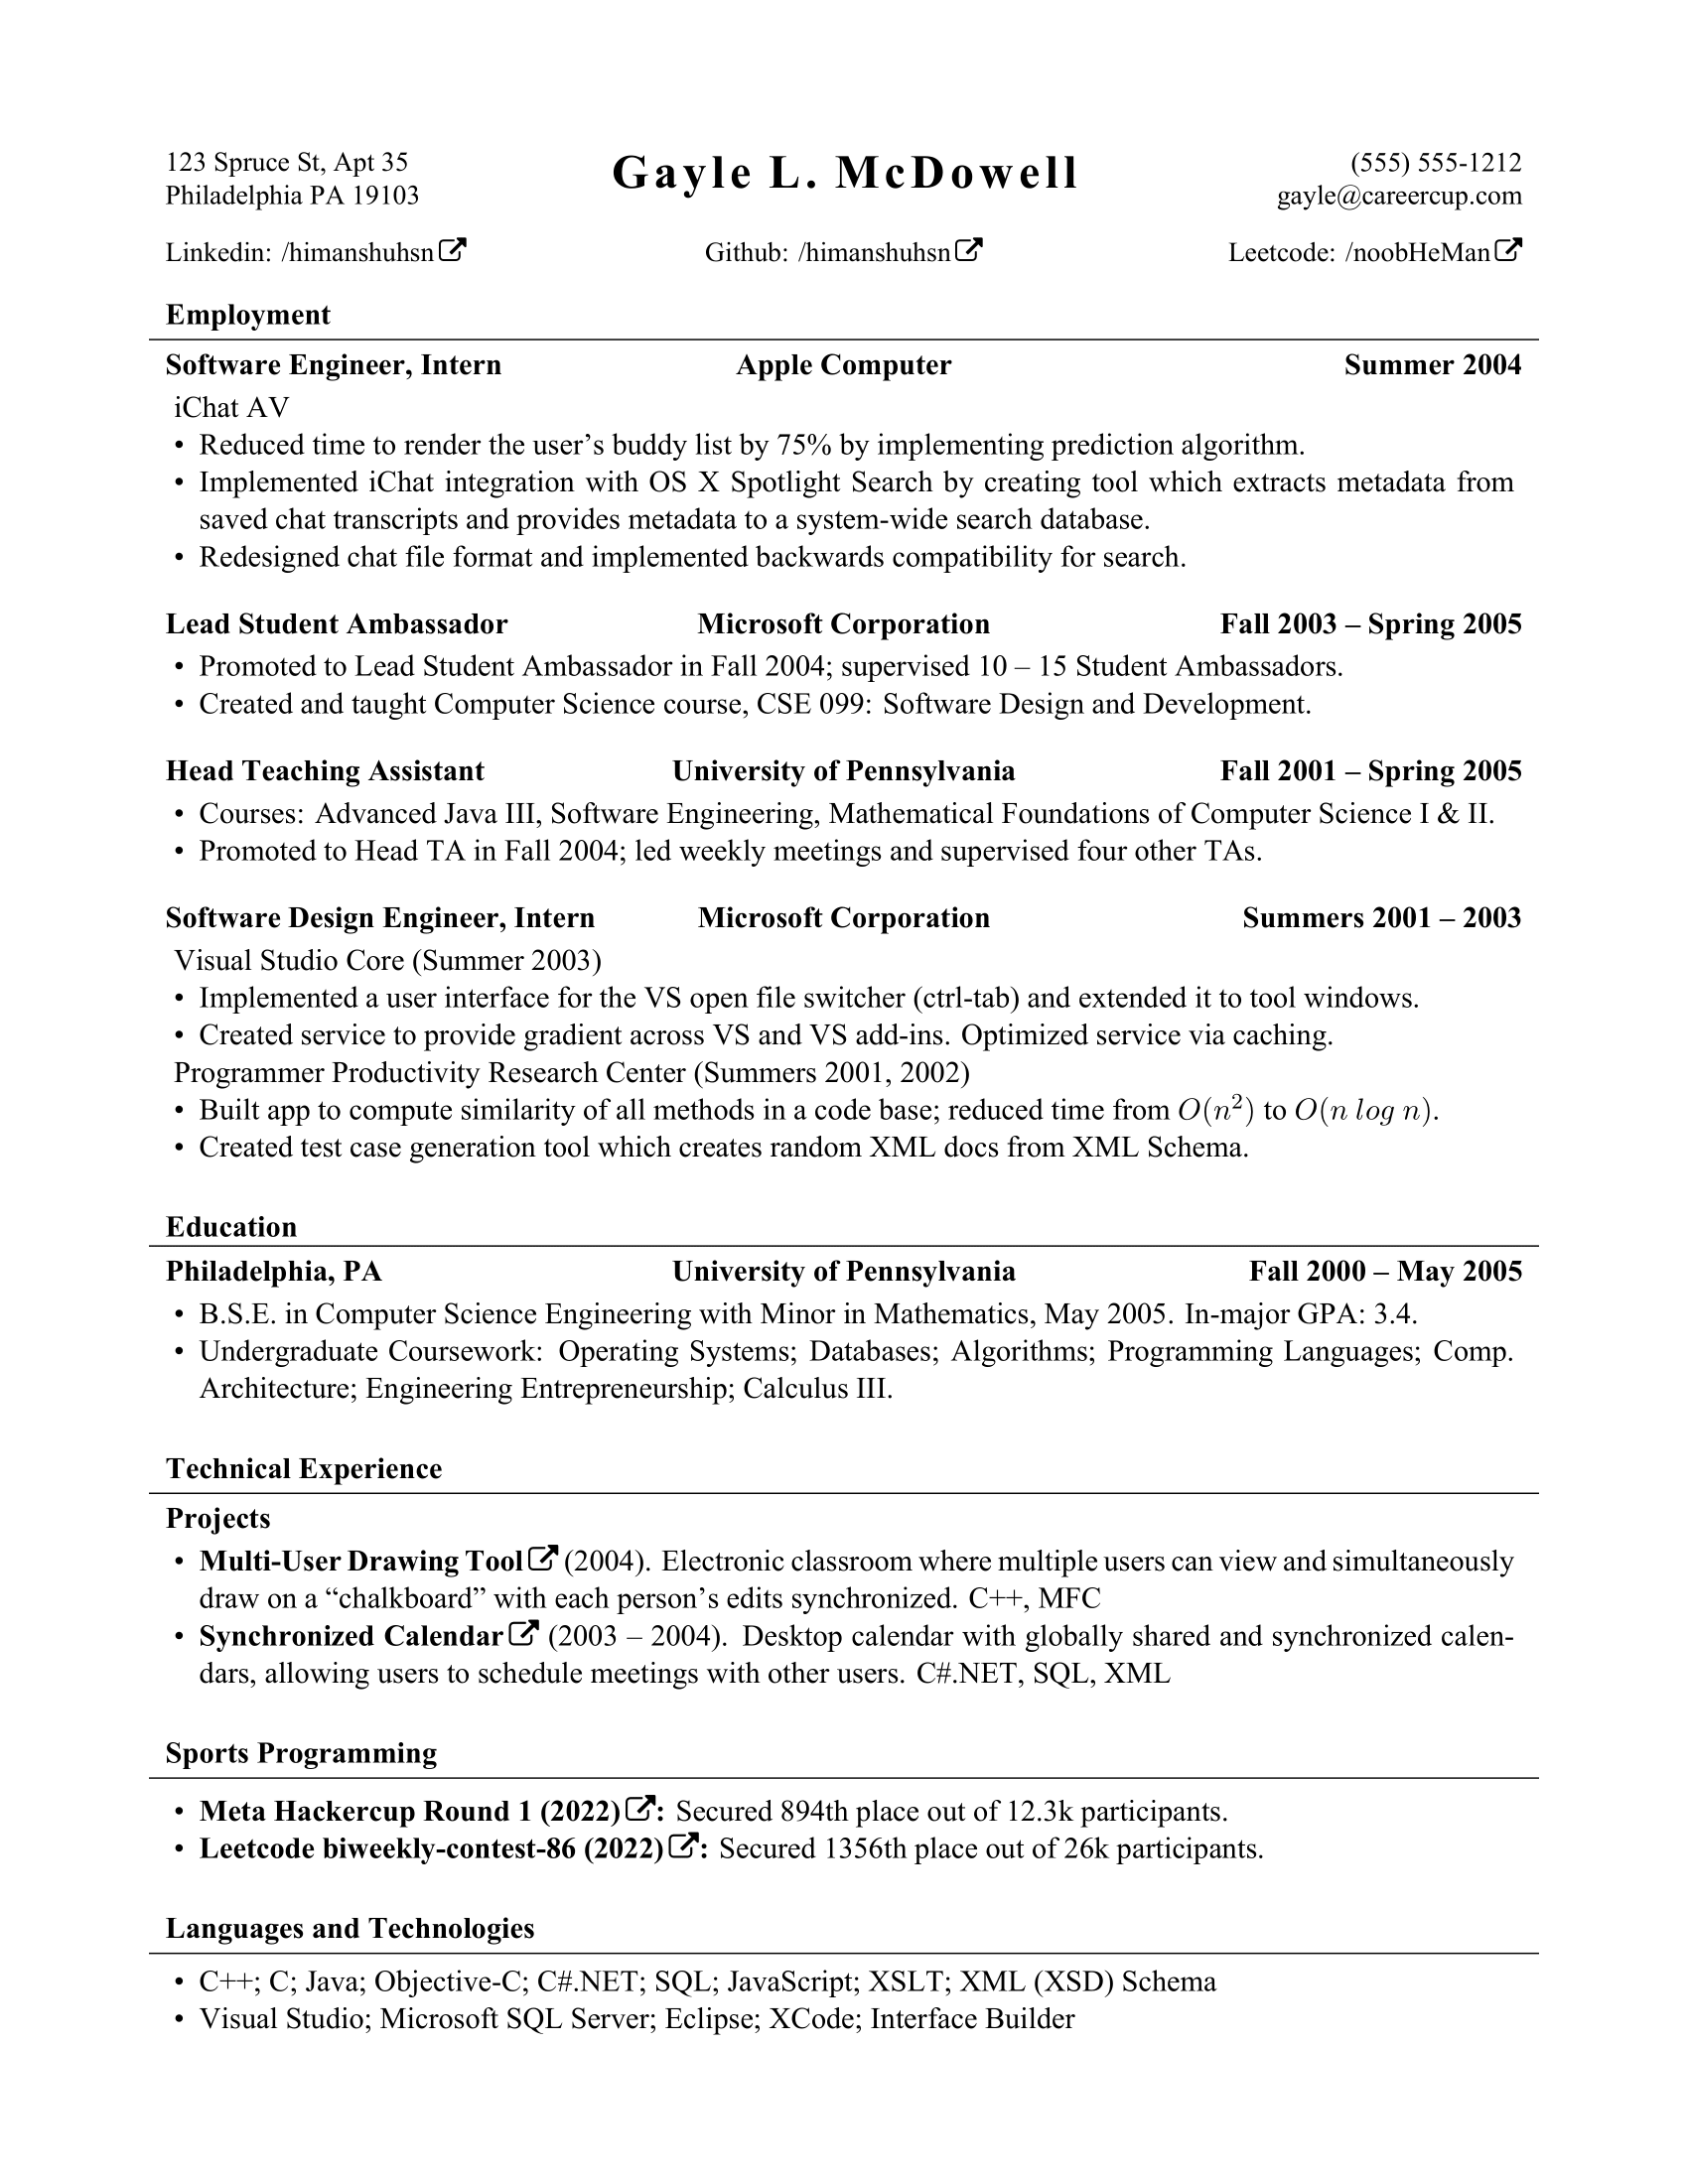 123 Spruce St, Apt 35
Philadelphia PA 19103
Gayle L. McDowell
(555) 555-1212
gayle@careercup.com
Linkedin: /himanshuhsn Github: /himanshuhsn Leetcode: /noobHeMan
Employment
Software Engineer, Intern Apple Computer Summer 2004
iChat AV
• Reduced time to render the user’s buddy list by 75% by implementing prediction algorithm.
• Implemented iChat integration with OS X Spotlight Search by creating tool which extracts metadata from
saved chat transcripts and provides metadata to a system-wide search database.
• Redesigned chat file format and implemented backwards compatibility for search.
Lead Student Ambassador Microsoft Corporation Fall 2003 – Spring 2005
• Promoted to Lead Student Ambassador in Fall 2004; supervised 10 – 15 Student Ambassadors.
• Created and taught Computer Science course, CSE 099: Software Design and Development.
Head Teaching Assistant University of Pennsylvania Fall 2001 – Spring 2005
• Courses: Advanced Java III, Software Engineering, Mathematical Foundations of Computer Science I & II.
• Promoted to Head TA in Fall 2004; led weekly meetings and supervised four other TAs.
Software Design Engineer, Intern Microsoft Corporation Summers 2001 – 2003
Visual Studio Core (Summer 2003)
• Implemented a user interface for the VS open file switcher (ctrl-tab) and extended it to tool windows.
• Created service to provide gradient across VS and VS add-ins. Optimized service via caching.
Programmer Productivity Research Center (Summers 2001, 2002)
• Built app to compute similarity of all methods in a code base; reduced time from O(n²) to O(n log n).
• Created test case generation tool which creates random XML docs from XML Schema.
Education
Philadelphia, PA University of Pennsylvania Fall 2000 – May 2005
• B.S.E. in Computer Science Engineering with Minor in Mathematics, May 2005. In-major GPA: 3.4.
• Undergraduate Coursework: Operating Systems; Databases; Algorithms; Programming Languages; Comp.
Architecture; Engineering Entrepreneurship; Calculus III.
Technical Experience
Projects
• Multi-User Drawing Tool (2004). Electronic classroom where multiple users can view and simultaneously
draw on a “chalkboard” with each person’s edits synchronized. C++, MFC
• Synchronized Calendar (2003 – 2004). Desktop calendar with globally shared and synchronized calen-
dars, allowing users to schedule meetings with other users. C#.NET, SQL, XML
Sports Programming
• Meta Hackercup Round 1 (2022): Secured 894th place out of 12.3k participants.
• Leetcode biweekly-contest-86 (2022): Secured 1356th place out of 26k participants.
Languages and Technologies
• C++; C; Java; Objective-C; C#.NET; SQL; JavaScript; XSLT; XML (XSD) Schema
• Visual Studio; Microsoft SQL Server; Eclipse; XCode; Interface Builder